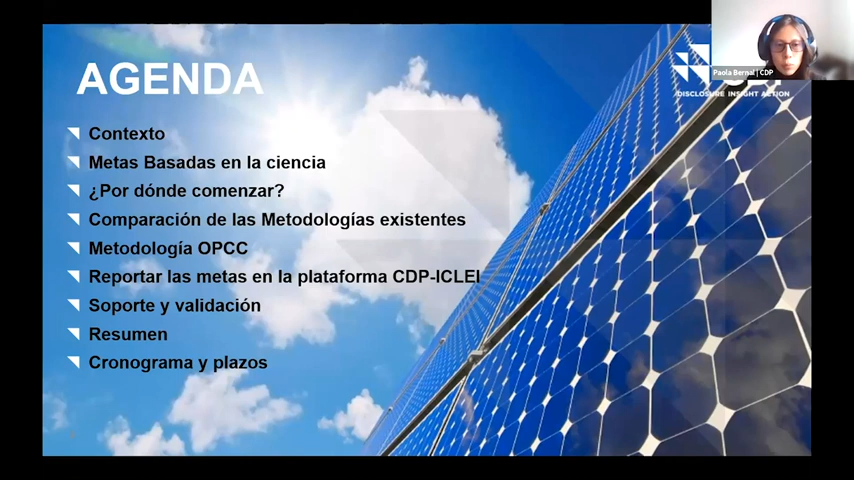 AGENDA
Contexto
Metas Basadas en la ciencia
¿Por dónde comenzar?
Comparación de las Metodologías existentes
Metodología OPCC
Reportar las metas en la plataforma CDP-ICLEI
Soporte y validación
Resumen
Cronograma y plazos
Paola Bernal | CDP
DISCLOSURE INSIGHT ACTION